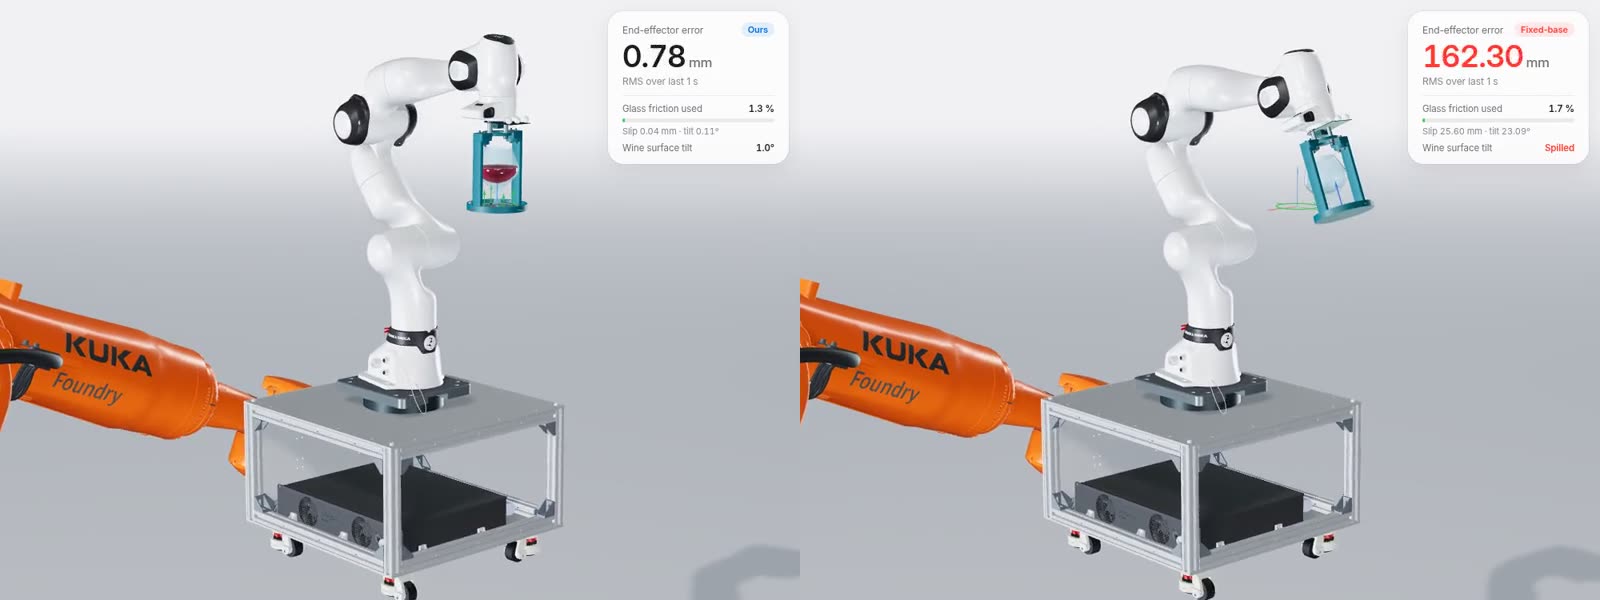 End-effector error Ours
0.78 mm
RMS over last 1 s
Glass friction used 1.3 %
Slip 0.04 mm · tilt 0.11°
Wine surface tilt 1.0°
KUKA
Foundry
End-effector error Fixed-base
162.30 mm
RMS over last 1 s
Glass friction used 1.7 %
Slip 25.60 mm · tilt 23.09°
Wine surface tilt Spilled
KUKA
Foundry